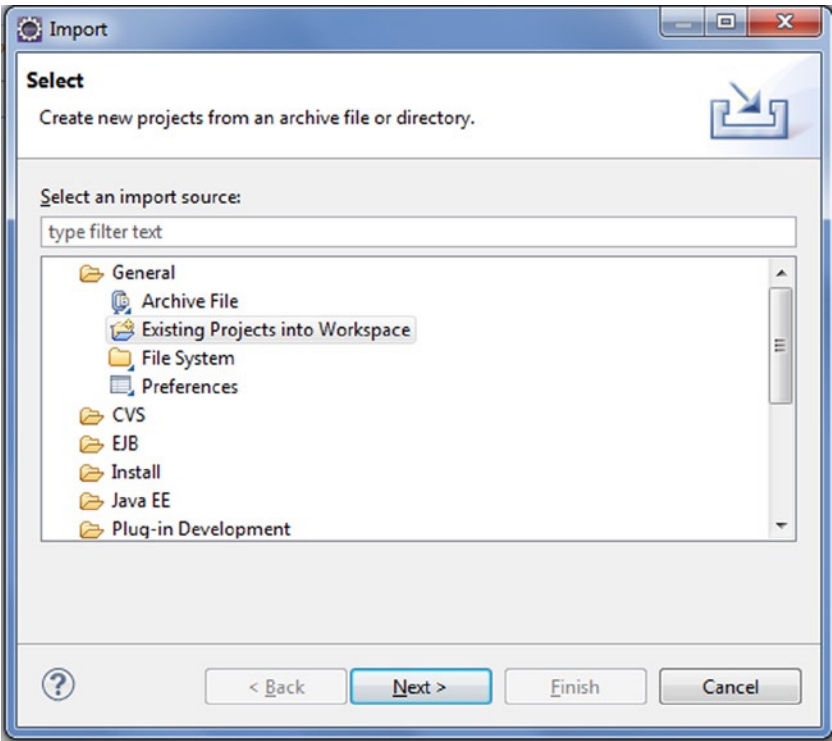 Import
Select
Create new projects from an archive file or directory.
Select an import source:
type filter text
General
Archive File
Existing Projects into Workspace
File System
Preferences
CVS
EJB
Install
Java EE
Plug-in Development
? < Back Next > Finish Cancel